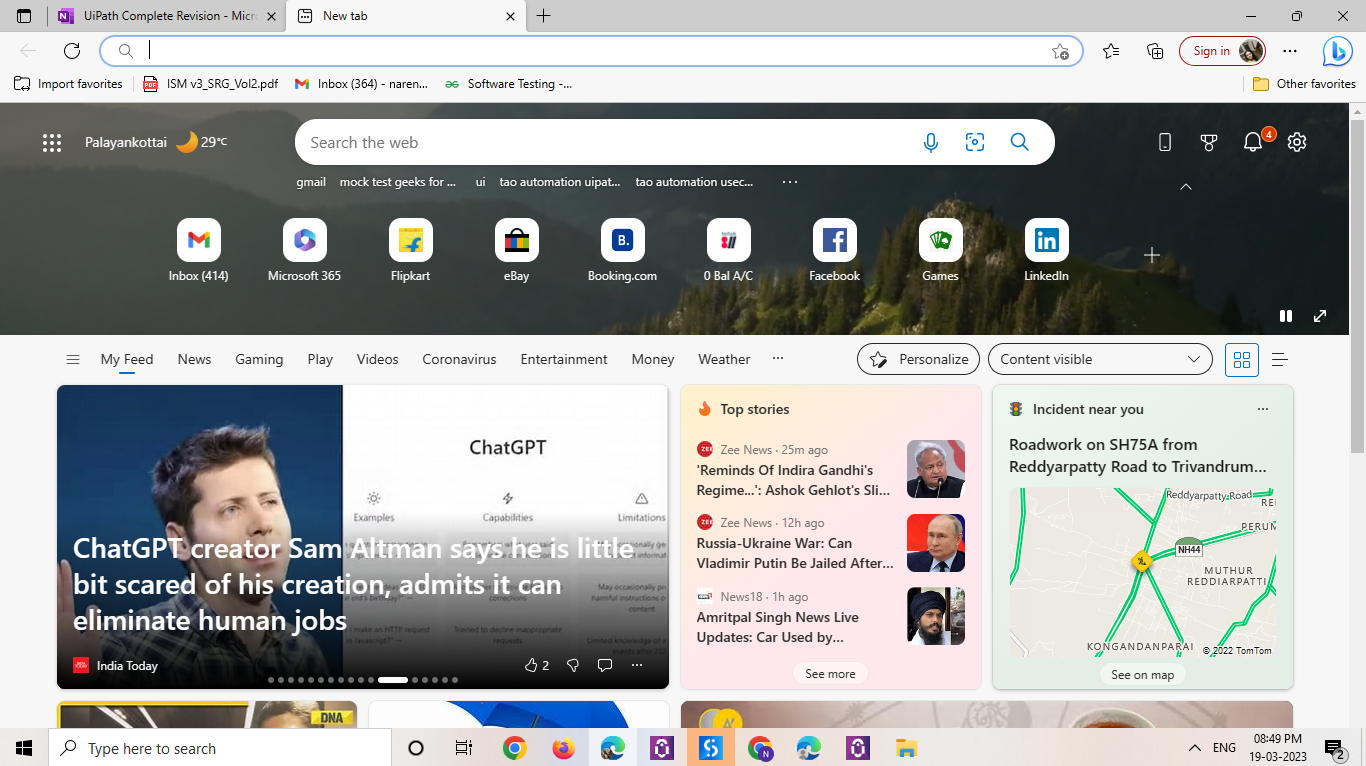 UiPath Complete Revision - Micro
New tab
Sign in
Import favorites
ISM v3_SRG_Vol2.pdf
Inbox (364) - naren...
Software Testing -...
Other favorites
Palayankottai 29°C
Search the web
4
gmail
mock test geeks for ...
ui
tao automation uipat...
tao automation usec...
Inbox (414)
Microsoft 365
Flipkart
eBay
B.
Booking.com
0 Bal A/C
Facebook
Games
LinkedIn
My Feed
News
Gaming
Play
Videos
Coronavirus
Entertainment
Money
Weather
Personalize
Content visible
ChatGPT
Examples
Capabilities
Limitations
ChatGPT creator Sam Altman says he is little
bit scared of his creation, admits it can
eliminate human jobs
India Today
2
Top stories
Zee News · 25m ago
'Reminds Of Indira Gandhi's
Regime...': Ashok Gehlot's Sli...
Zee News · 12h ago
Russia-Ukraine War: Can
Vladimir Putin Be Jailed After...
News18 · 1h ago
Amritpal Singh News Live
Updates: Car Used by...
See more
Incident near you
Roadwork on SH75A from
Reddyarpatty Road to Trivandrum...
Reddyarpatty Road
PERUM
NH44
MUTHUR
REDDIARPATTI
KONGANDANPARAI
© 2022 TomTom
See on map
DNA
Type here to search
ENG
08:49 PM
19-03-2023
2